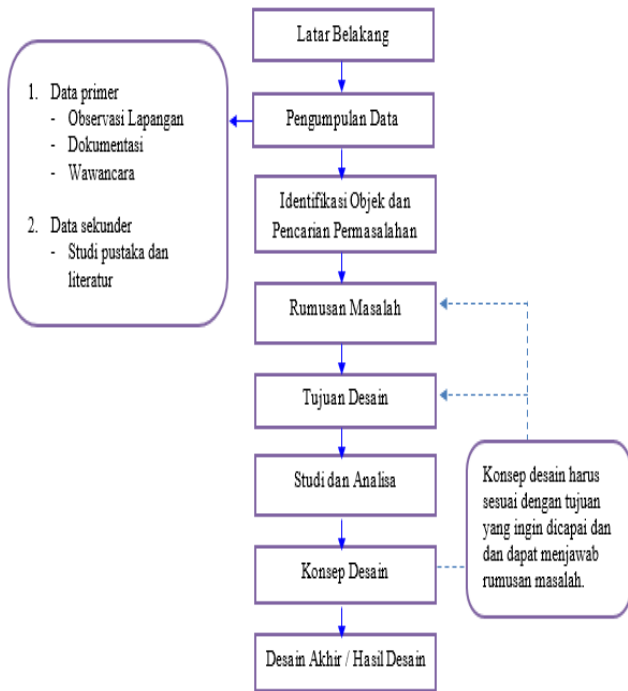 Latar Belakang
1. Data primer
- Observasi Lapangan
- Dokumentasi
- Wawancara
2. Data sekunder
- Studi pustaka dan
literatur
Pengumpulan Data
Identifikasi Objek dan
Pencarian Permasalahan
Rumusan Masalah
Tujuan Desain
Studi dan Analisa
Konsep Desain
Konsep desain harus
sesuai dengan tujuan
yang ingin dicapai dan
dan dapat menjawab
rumusan masalah.
Desain Akhir / Hasil Desain